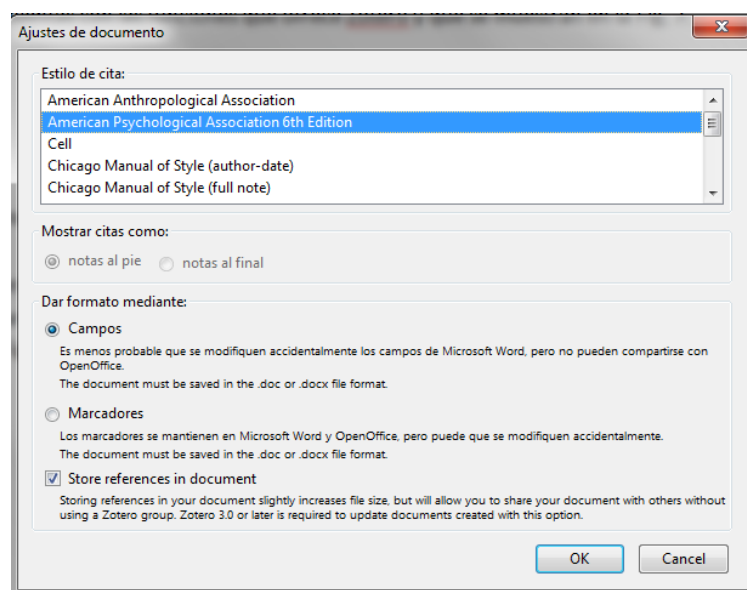 Ajustes de documento
Estilo de cita:
American Anthropological Association
American Psychological Association 6th Edition
Cell
Chicago Manual of Style (author-date)
Chicago Manual of Style (full note)
Mostrar citas como:
notas al pie notas al final
Dar formato mediante:
Campos
Es menos probable que se modifiquen accidentalmente los campos de Microsoft Word, pero no pueden compartirse con
OpenOffice.
The document must be saved in the .doc or .docx file format.
Marcadores
Los marcadores se mantienen en Microsoft Word y OpenOffice, pero puede que se modifiquen accidentalmente.
The document must be saved in the .doc or .docx file format.
Store references in document
Storing references in your document slightly increases file size, but will allow you to share your document with others without
using a Zotero group. Zotero 3.0 or later is required to update documents created with this option.
OK Cancel